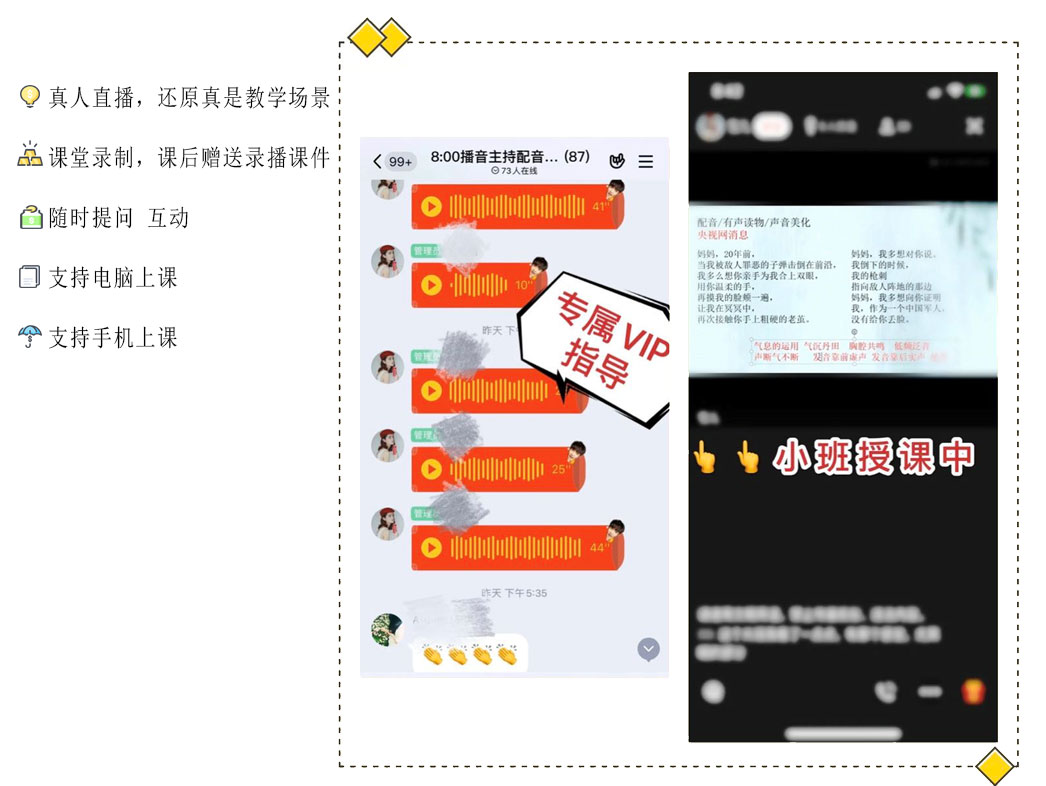 真人直播，还原真是教学场景
课堂录制，课后赠送录播课件
随时提问 互动
支持电脑上课
支持手机上课
99+
8:00播音主持配音... (87)
73人在线
41"
管理
10"
昨天 下
管理
管理
25"
管理
44"
昨天 下午5:35
专属VIP
指导
配音/有声读物/声音美化
央视网消息
妈妈，20年前，
当我被敌人罪恶的子弹击倒在前沿，
我多么想你亲手为我合上双眼，
用你温柔的手，
再摸我的脸颊一遍，
让我在冥冥中，
再次接触你手上粗硬的老茧。
妈妈，我多想对你说。
我倒下的时候，
我的枪刺
指向敌人阵地的那边
妈妈，我多想向你证明
我，作为一个中国军人。
没有给你丢脸。
气息的运用 气沉丹田 胸腔共鸣 低频泛音
声断气不断 发音靠前虚声 发音靠后实声
小班授课中